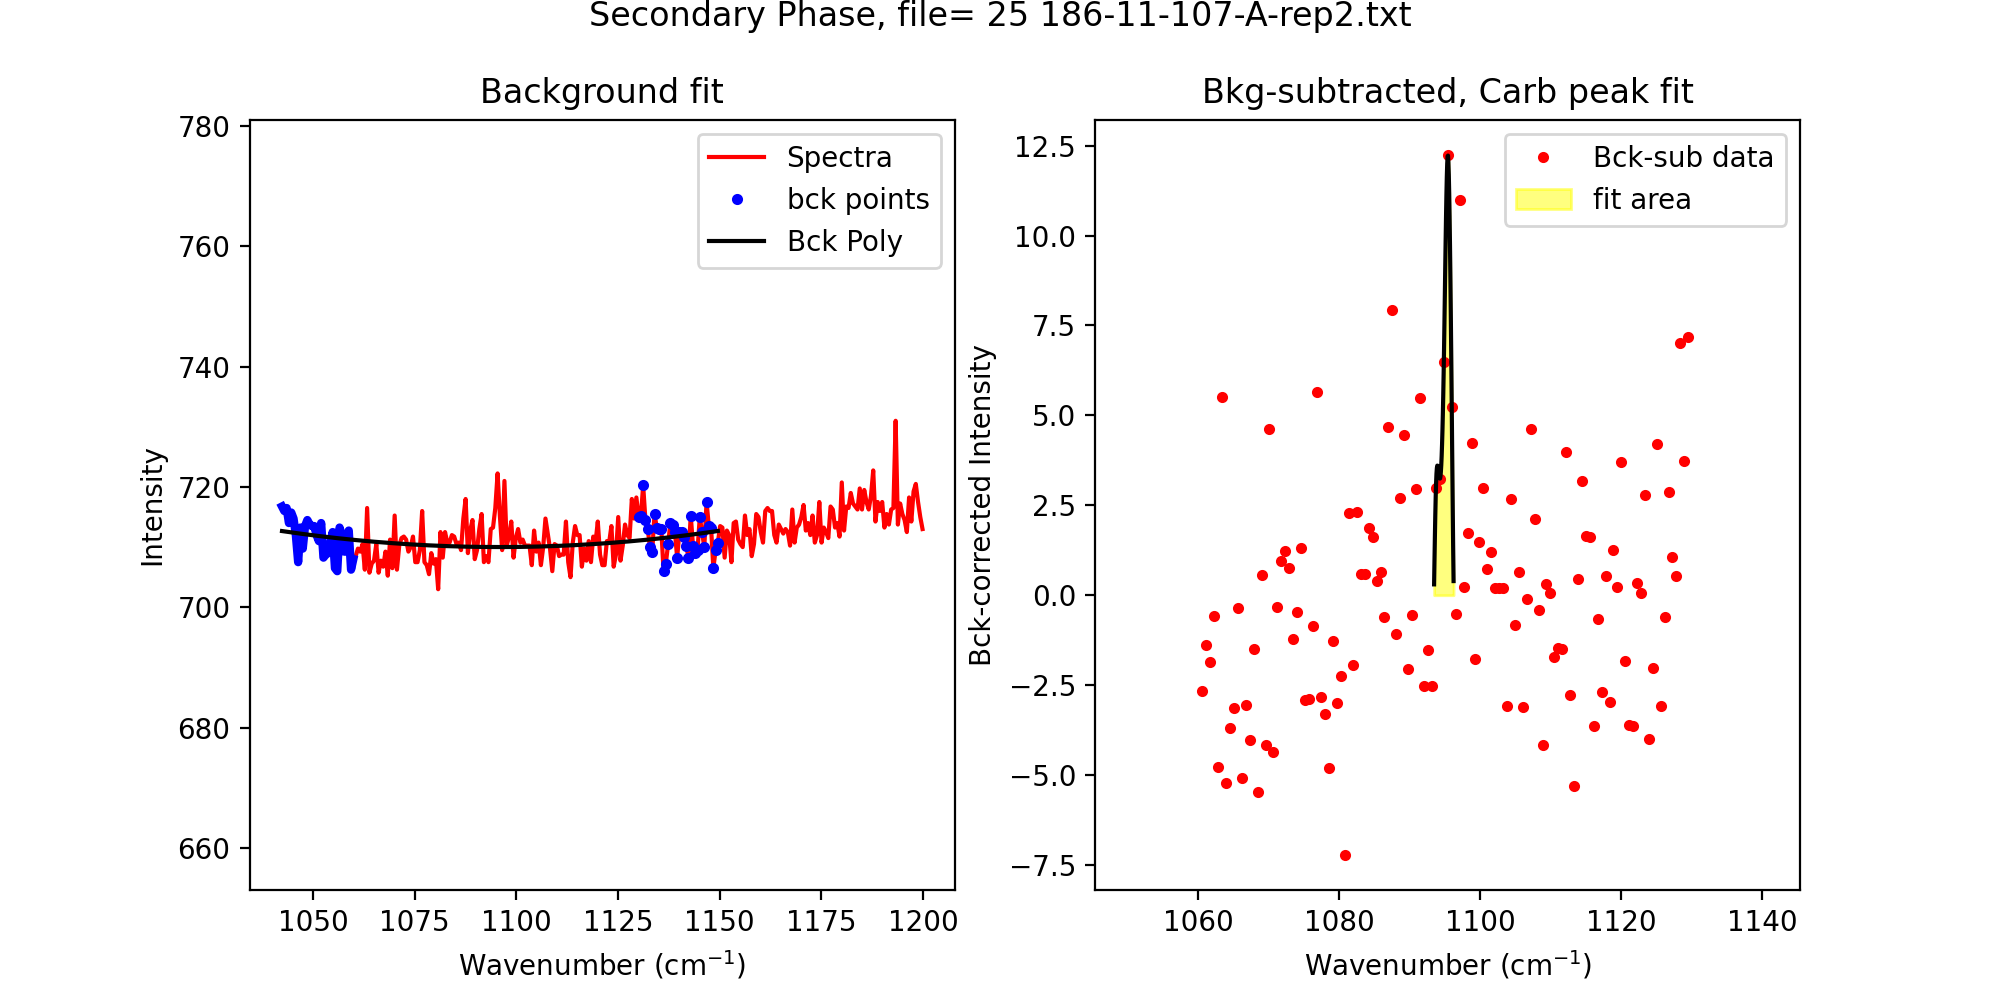 Secondary Phase, file= 25 186-11-107-A-rep2.txt
Background fit
780
760
740
720
700
680
660
Intensity
Spectra
bck points
Bck Poly
1050 1075 1100 1125 1150 1175 1200
Wavenumber (cm⁻¹)
Bkg-subtracted, Carb peak fit
12.5
10.0
7.5
5.0
2.5
0.0
−2.5
−5.0
−7.5
Bck-corrected Intensity
Bck-sub data
fit area
1060 1080 1100 1120 1140
Wavenumber (cm⁻¹)